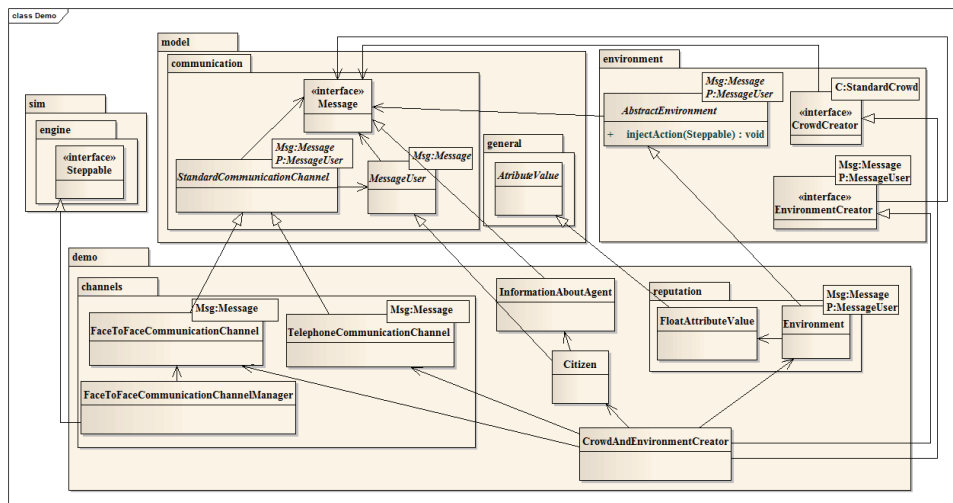 class Demo
model
communication
«interface»
Message
Msg:Message
P:MessageUser
StandardCommunicationChannel
Msg:Message
MessageUser
general
AtributeValue
environment
Msg:Message
P:MessageUser
AbstractEnvironment
+ injectAction(Steppable) : void
C:StandardCrowd
«interface»
CrowdCreator
Msg:Message
P:MessageUser
«interface»
EnvironmentCreator
sim
engine
«interface»
Steppable
demo
channels
Msg:Message
FaceToFaceCommunicationChannel
Msg:Message
TelephoneCommunicationChannel
FaceToFaceCommunicationChannelManager
InformationAboutAgent
Citizen
CrowdAndEnvironmentCreator
reputation
FloatAttributeValue
Msg:Message
P:MessageUser
Environment